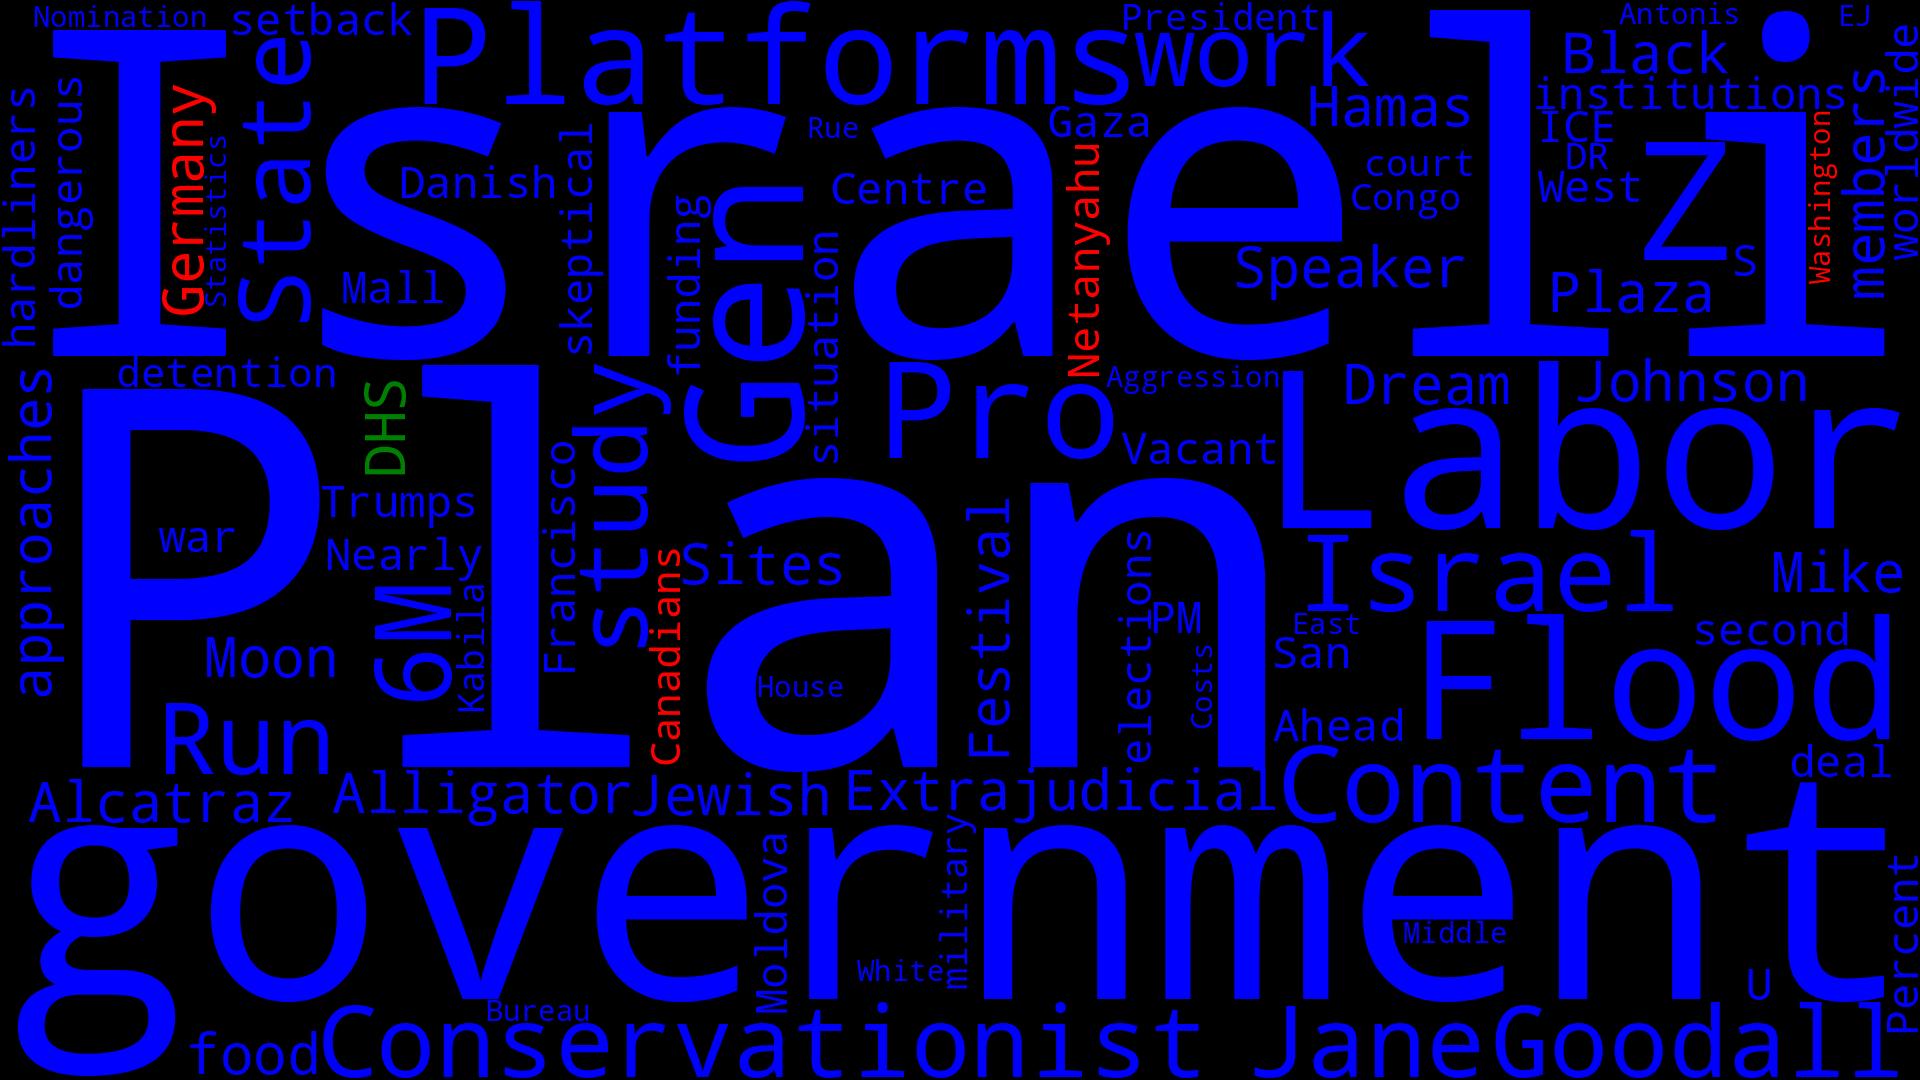 Nomination
setback
Platforms
President
work
Antonis
EJ
Black
worldwide
hardliners
dangerous
Israeli
Germany
Statistics
State
Danish
Mall
skeptical
funding
Gen
Rue
Centre
situation
Gaza
Netanyahu
Hamas
court
Congo
Speaker
institutions
ICE
DR
West
Z
S
Plaza
Washington
members
detention
approaches
Plan
DHS
Trumps
war
Nearly
6M
Kabila
Moon
Run
Francisco
study
Canadians
Sites
House
Pro
Aggression
Vacant
Festival
elections
PM
Costs
Labor
Dream
Johnson
Israel
Mike
East
San
second
Flood
Ahead
deal
Alcatraz
Alligator
Jewish
Extrajudicial
Content
government
Moldova
White
military
Middle
U
Percent
Bureau
food
Conservationist
Jane
Goodall